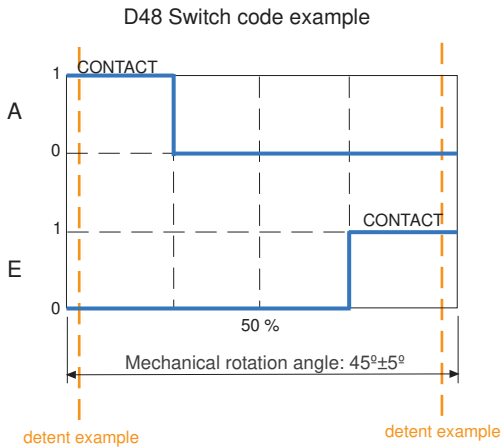 D48 Switch code example
1
CONTACT
A
0
1
CONTACT
E
0
50 %
Mechanical rotation angle: 45º±5º
detent example
detent example